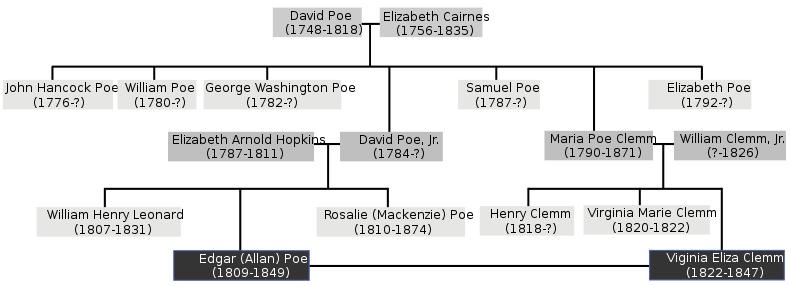 David Poe
(1748-1818)
Elizabeth Cairnes
(1756-1835)
John Hancock Poe
(1776-?)
William Poe
(1780-?)
George Washington Poe
(1782-?)
Samuel Poe
(1787-?)
Elizabeth Poe
(1792-?)
Elizabeth Arnold Hopkins
(1787-1811)
David Poe, Jr.
(1784-?)
Maria Poe Clemm
(1790-1871)
William Clemm, Jr.
(?-1826)
William Henry Leonard
(1807-1831)
Rosalie (Mackenzie) Poe
(1810-1874)
Henry Clemm
(1818-?)
Virginia Marie Clemm
(1820-1822)
Edgar (Allan) Poe
(1809-1849)
Viginia Eliza Clemm
(1822-1847)